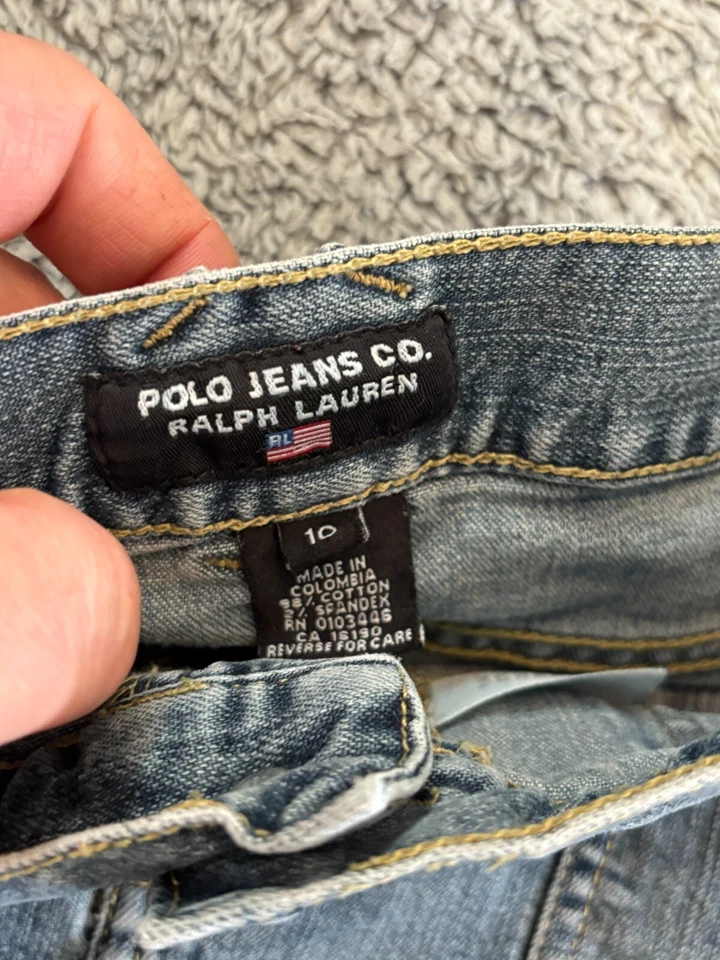 POLO JEANS CO.
RALPH LAUREN
RL
10
MADE IN
COLOMBIA
COTTON
SPANDEX
RN 0103446
CA 16190
REVERSE FOR CARE